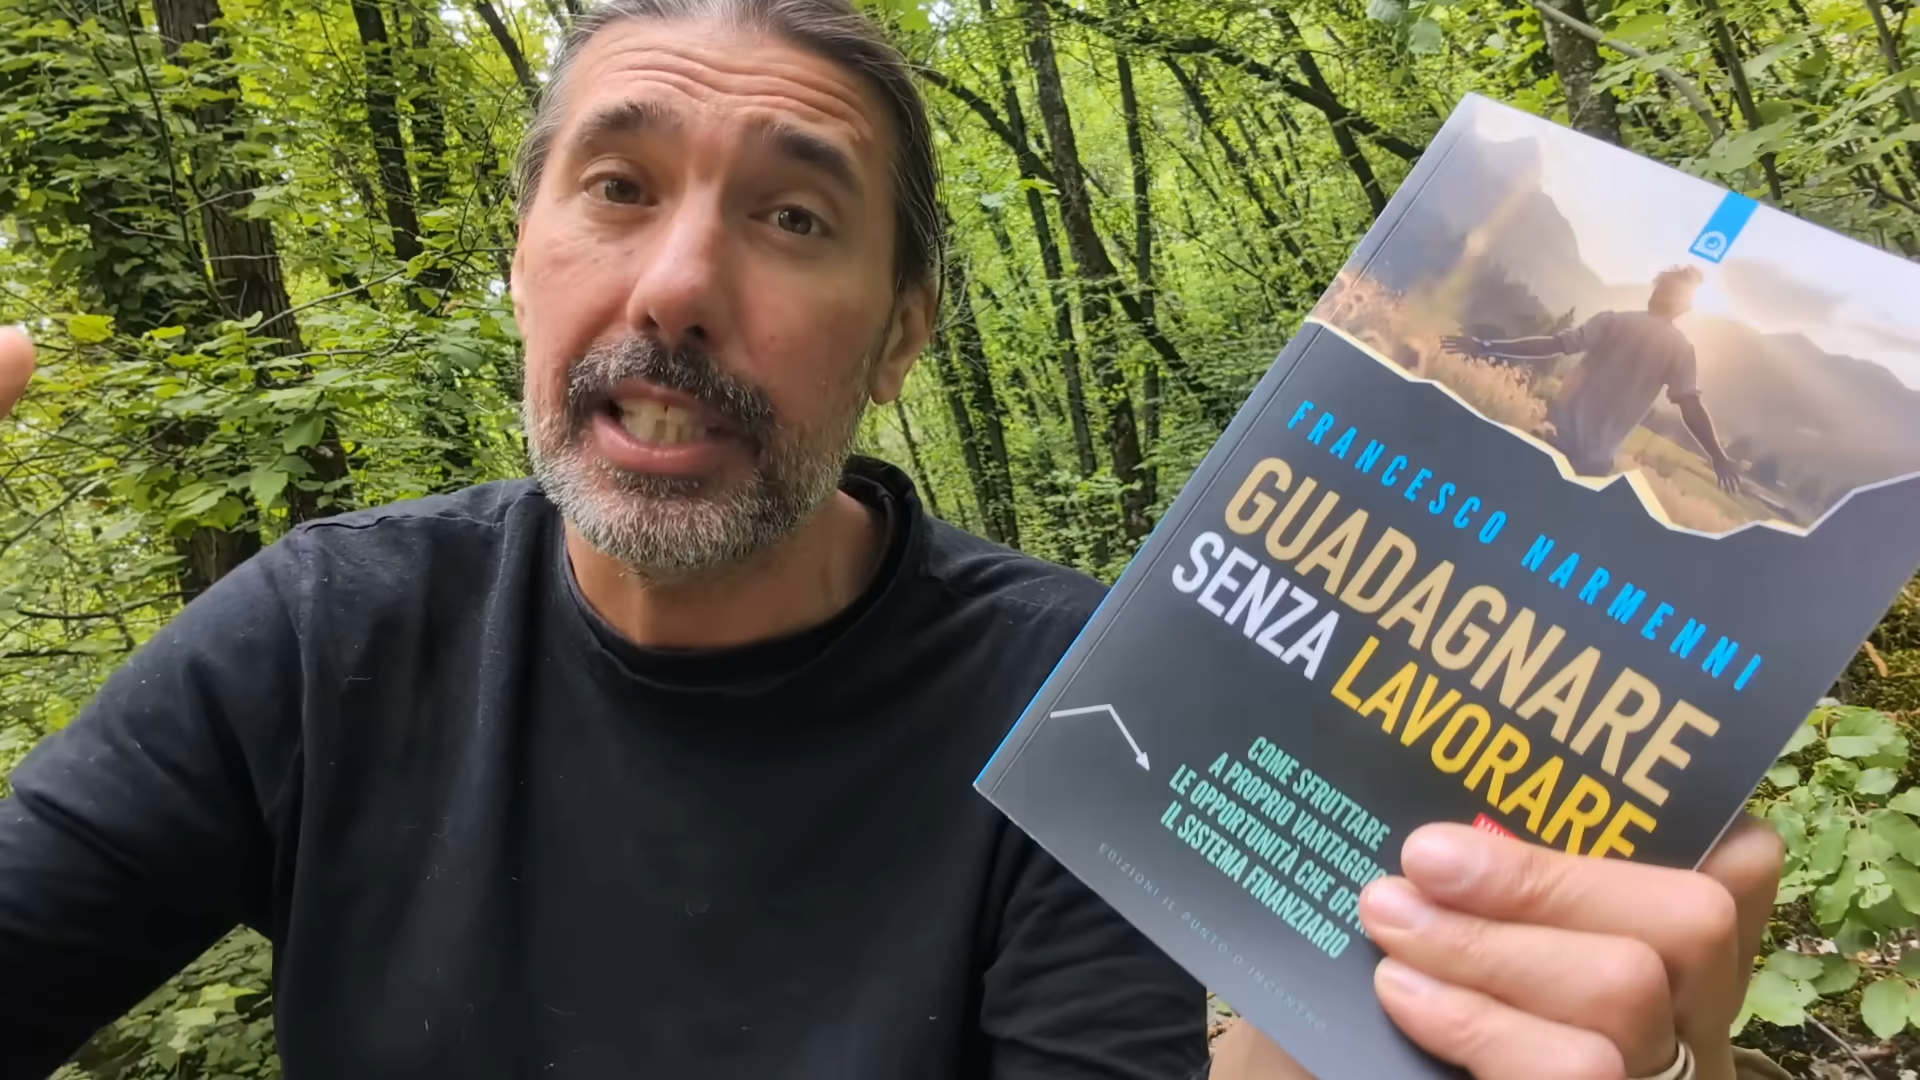 FRANCESCO NARMENNI
GUADAGNARE
SENZA LAVORARE
COME SFRUTTARE
A PROPRIO VANTAGGIO
LE OPPORTUNITÀ CHE
IL SISTEMA FINANZIARIO
EDIZIONI IL PUNTO D'INCONTRO